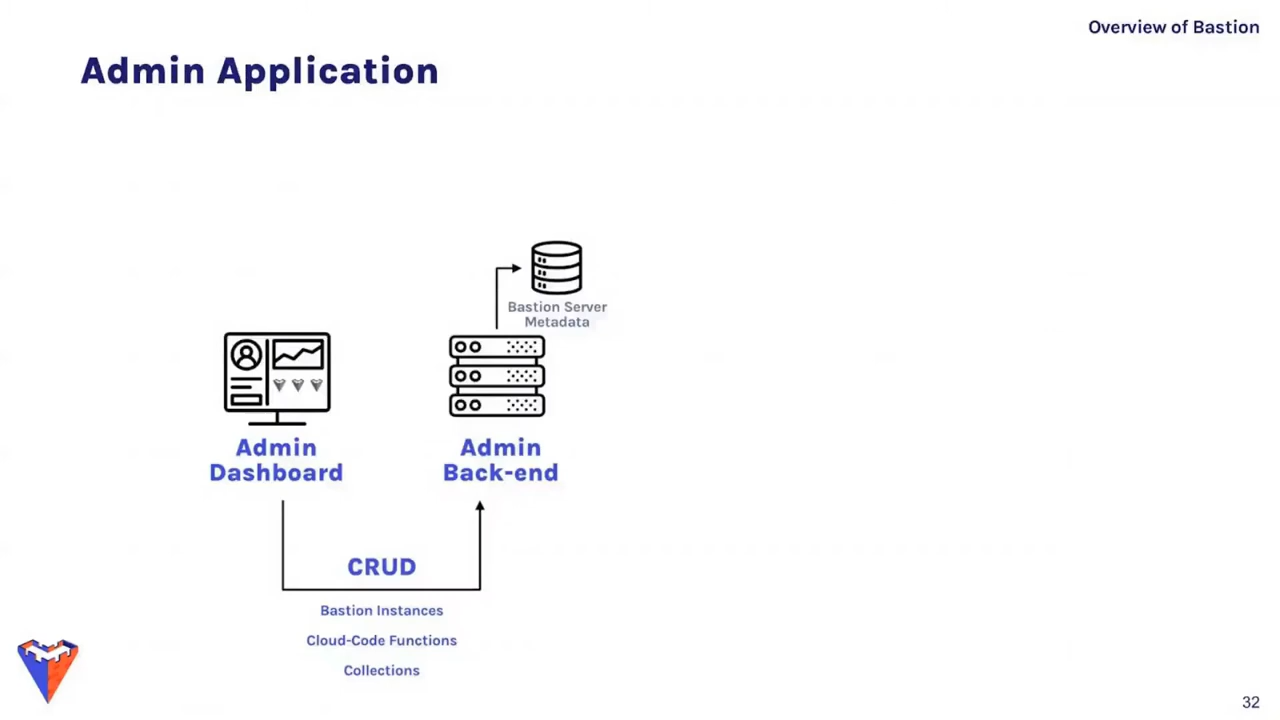 Overview of Bastion
Admin Application
Bastion Server
Metadata
Admin
Dashboard
Admin
Back-end
CRUD
Bastion Instances
Cloud-Code Functions
Collections
32